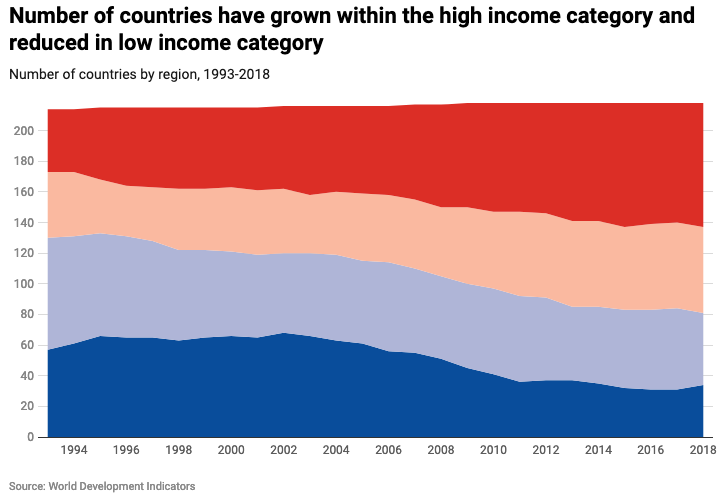 Number of countries have grown within the high income category and
reduced in low income category
Number of countries by region, 1993-2018
200
180
160
140
120
100
80
60
40
20
0
1994 1996 1998 2000 2002 2004 2006 2008 2010 2012 2014 2016 2018
Source: World Development Indicators